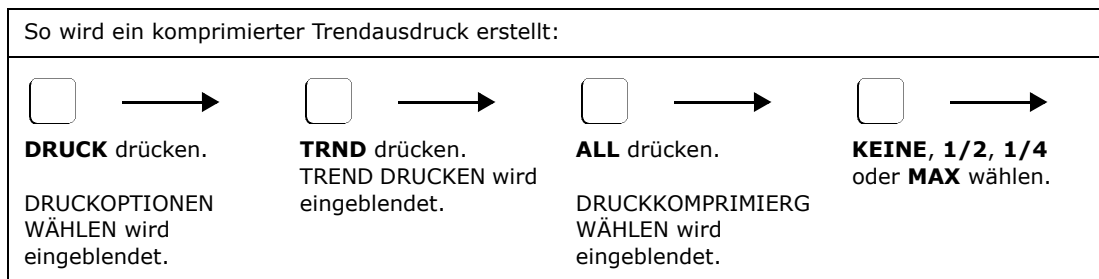 So wird ein komprimierter Trendausdruck erstellt:
DRUCK drücken.
DRUCKOPTIONEN
WÄHLEN wird
eingeblendet.
TRND drücken.
TREND DRUCKEN wird
eingeblendet.
ALL drücken.
DRUCKKOMPRIMIERG
WÄHLEN wird
eingeblendet.
KEINE, 1/2, 1/4
oder MAX wählen.